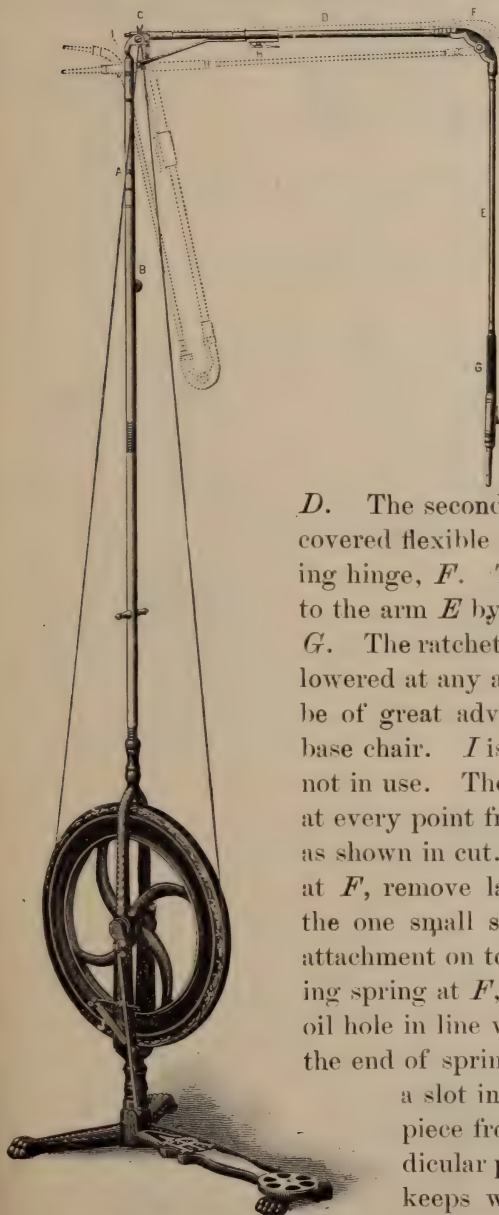 C
I
D
F
H
A
B
E
G
D. The second
covered flexible
ing hinge, F.
to the arm E by
G. The ratchet
lowered at any a
be of great adv
base chair. I is
not in use. The
at every point fr
as shown in cut.
at F, remove la
the one small s
attachment on to
ing spring at F,
oil hole in line v
the end of sprin
a slot in
piece fro
dicular p
keeps w